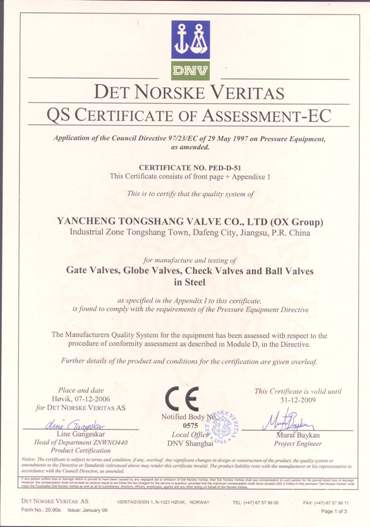 DNV
DET NORSKE VERITAS
QS CERTIFICATE OF ASSESSMENT-EC
Application of the Council Directive 97/23/EC of 29 May 1997 on Pressure Equipment,
as amended.
CERTIFICATE NO. PED-D-51
This Certificate consists of front page + Appendixe 1
This is to certify that the quality system of
YANCHENG TONGSHANG VALVE CO., LTD (OX Group)
Industrial Zone Tongshang Town, Dafeng City, Jiangsu, P.R. China
for manufacture and testing of
Gate Valves, Globe Valves, Check Valves and Ball Valves
in Steel
as specified in the Appendix I to this certificate,
is found to comply with the requirements of the Pressure Equipment Directive
The Manufacturers Quality System for the equipment has been assessed with respect to the
procedure of conformity assessment as described in Module D, in the Directive.
Further details of the product and conditions for the certification are given overleaf.
Place and date
Høvik, 07-12-2006
for DET NORSKE VERITAS AS
Line Gangeskar
Head of Department
Product Certification
CE
Notified Body No.
0575
Local Office
DNV Shanghai
This Certificate is valid until
31-12-2009
Murat Baykan
Project Engineer
DET NORSKE VERITAS AS
VERITASVEIEN 1, N-1322 HØVIK, NORWAY
TEL: (+47) 67 57 99 00
Form No.: 20.90a Issue: January 06
Page 1 of 3